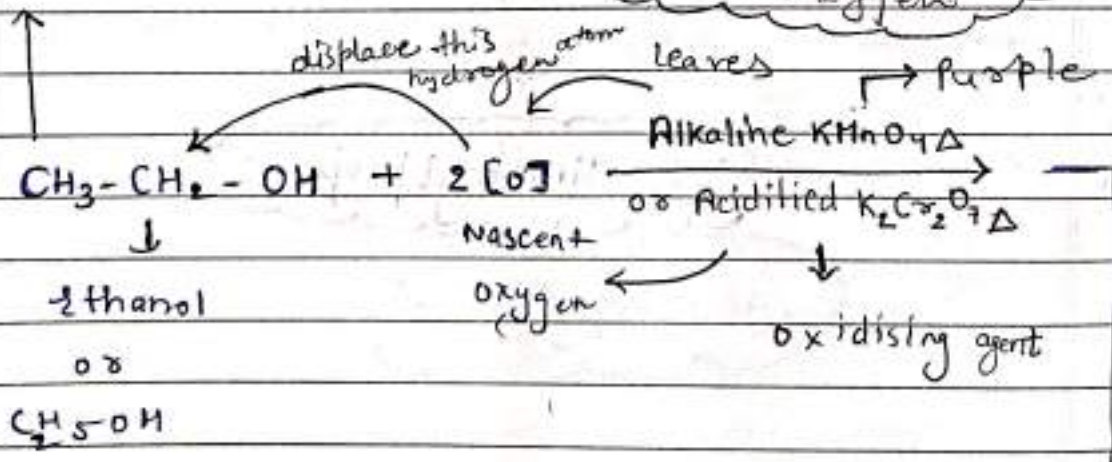 displace this hydrogen atom
leaves
→ Purple
Alkaline KMnO₄ Δ
CH₃ - CH₂ - OH + 2 [O] →
or Acidified K₂Cr₂O₇ Δ
Nascent
oxygen
Ethanol
oxidising agent
or
C₂H₅-OH